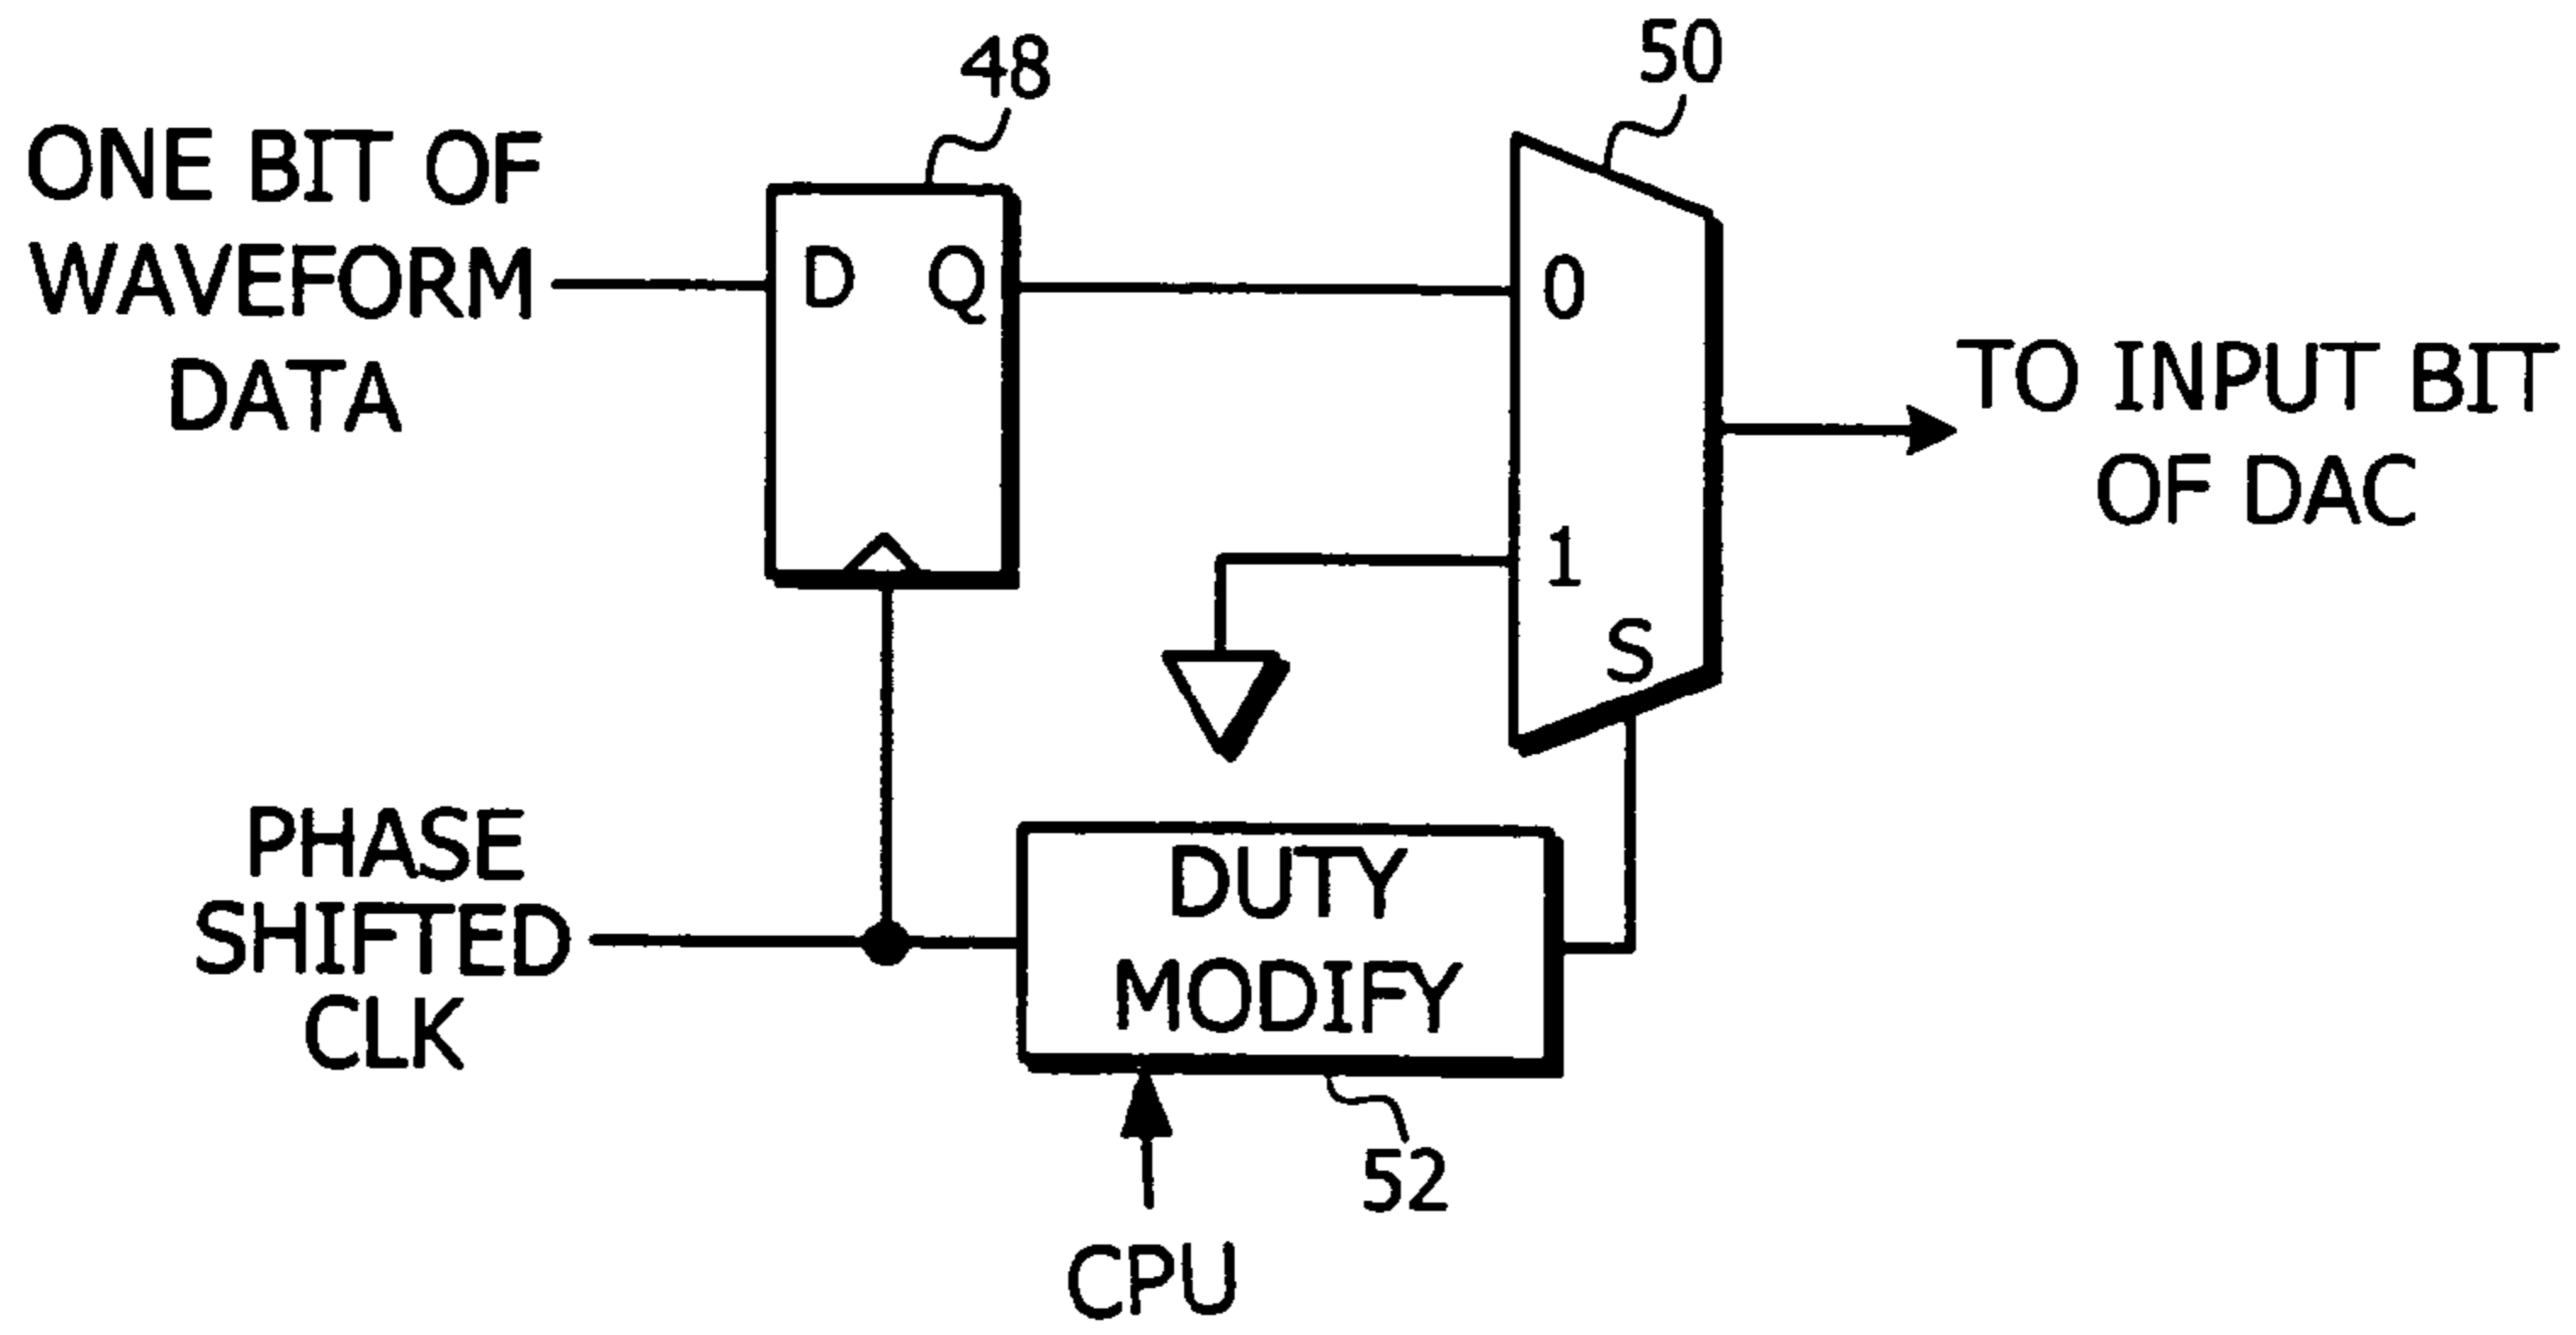 48
50
ONE BIT OF
WAVEFORM
DATA
D Q
0
1
S
TO INPUT BIT
OF DAC
PHASE
SHIFTED
CLK
DUTY
MODIFY
52
CPU